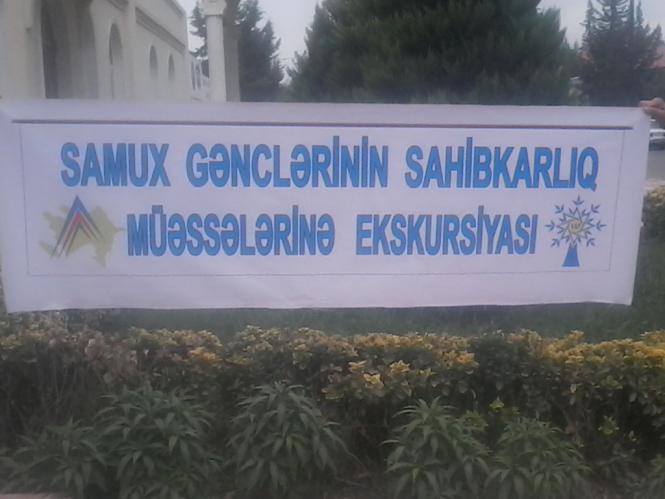 SAMUX GƏNCLƏRİNİN SAHİBKARLIQ
MÜƏSSƏLƏRİNƏ EKSKURSİYASI